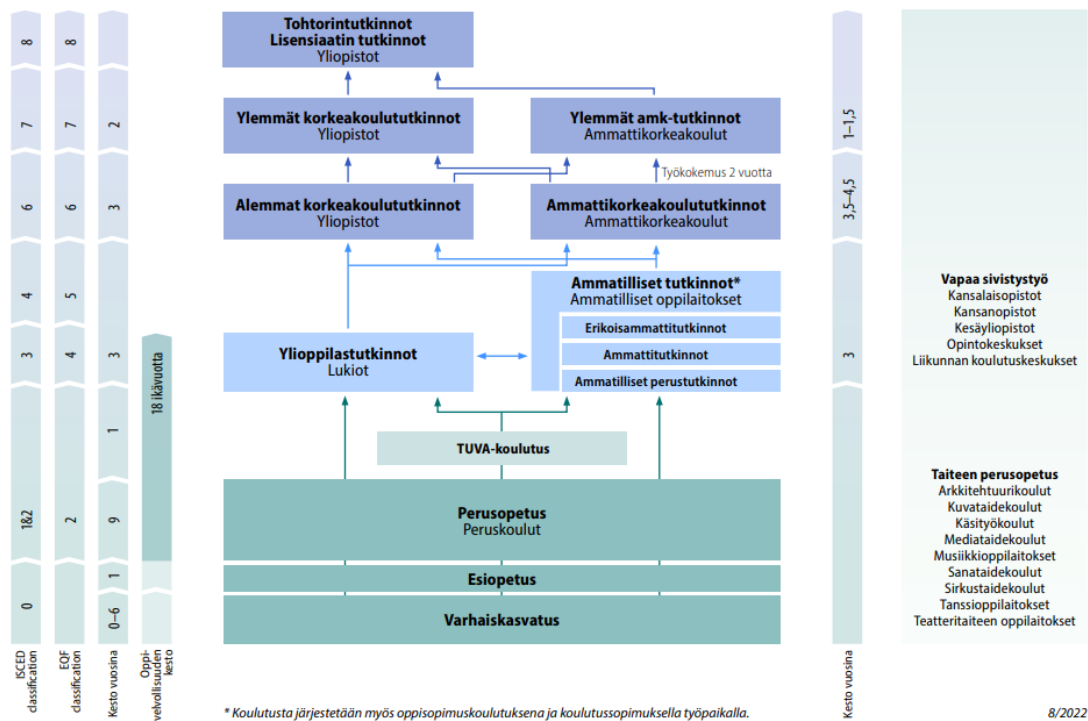 8
7
6
4
3
1&2
0
ISCED
classification
8
7
6
5
4
2
EQF
classification
2
3
3
1
9
1
0–6
Kesto vuosina
18 ikävuotta
Oppi-
velvollisuuden
kesto
Tohtorintutkinnot
Lisensiaatin tutkinnot
Yliopistot
Ylemmät korkeakoulututkinnot
Yliopistot
Ylemmät amk-tutkinnot
Ammattikorkeakoulut
Työkokemus 2 vuotta
Alemmat korkeakoulututkinnot
Yliopistot
Ammattikorkeakoulututkinnot
Ammattikorkeakoulut
Ammatilliset tutkinnot*
Ammatilliset oppilaitokset
Erikoisammattitutkinnot
Ammattitutkinnot
Ammatilliset perustutkinnot
Ylioppilastutkinnot
Lukiot
TUVA-koulutus
Perusopetus
Peruskoulut
Esiopetus
Varhaiskasvatus
1–1,5
3,5–4,5
3
Kesto vuosina
Vapaa sivistystyö
Kansalaisopistot
Kansanopistot
Kesäyliopistot
Opintokeskukset
Liikunnan koulutuskeskukset
Taiteen perusopetus
Arkkitehtuurikoulut
Kuvataidekoulut
Käsityökoulut
Mediataidekoulut
Musiikkioppilaitokset
Sanataidekoulut
Sirkustaidekoulut
Tanssioppilaitokset
Teatteritaiteen oppilaitokset
* Koulutusta järjestetään myös oppisopimuskoulutuksena ja koulutussopimuksella työpaikalla.
8/2022